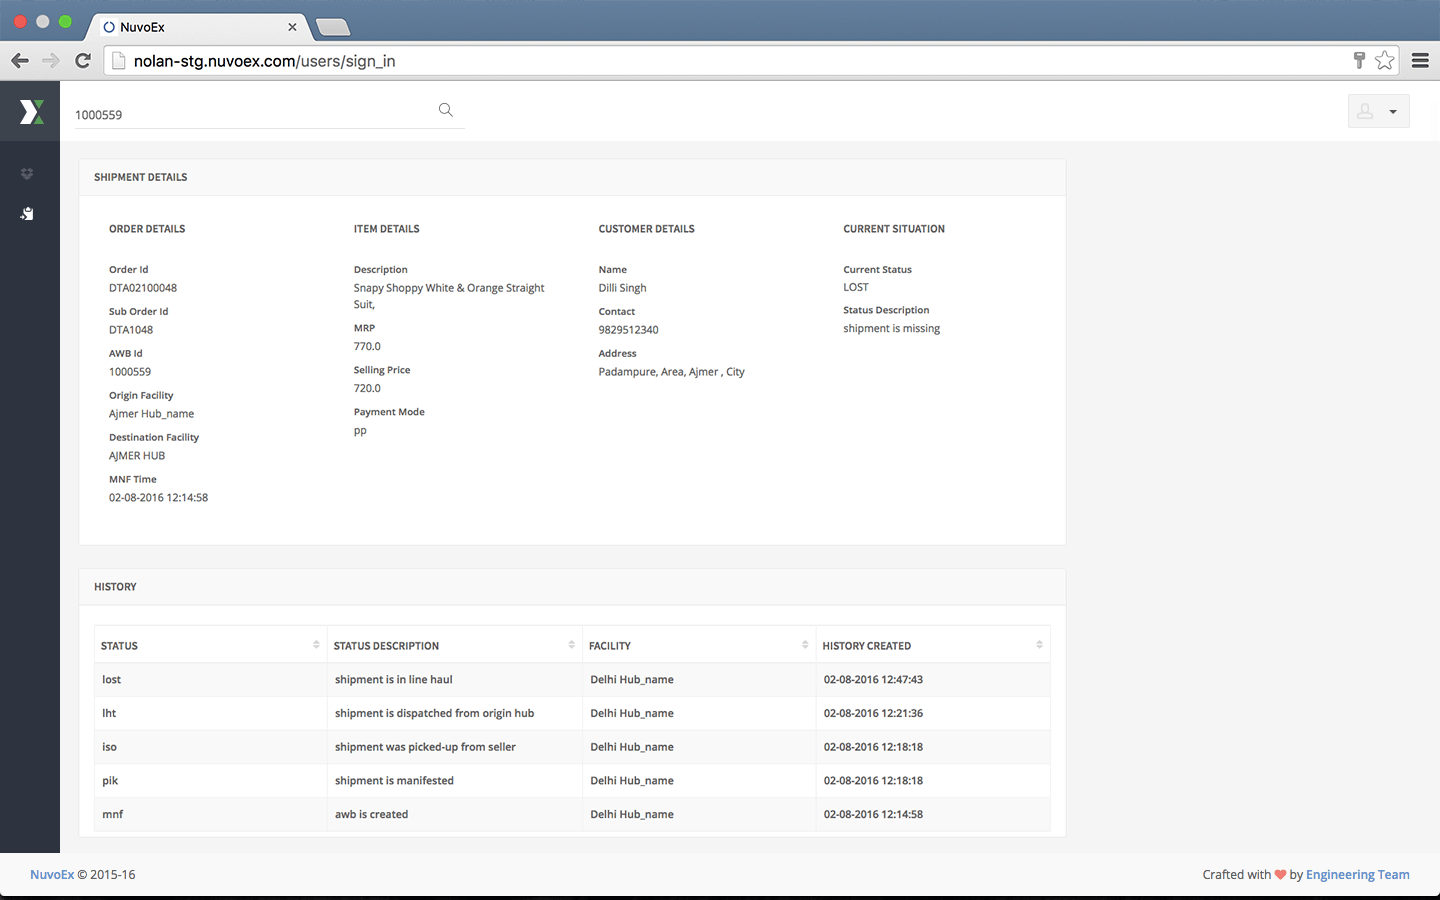 NuvoEx
nolan-stg.nuvoex.com/users/sign_in
1000559
SHIPMENT DETAILS
ORDER DETAILS
Order Id
DTA02100048
Sub Order Id
DTA1048
AWB Id
1000559
Origin Facility
Ajmer Hub_name
Destination Facility
AJMER HUB
MNF Time
02-08-2016 12:14:58
ITEM DETAILS
Description
Snapy Shoppy White & Orange Straight
Suit,
MRP
770.0
Selling Price
720.0
Payment Mode
pp
CUSTOMER DETAILS
Name
Dilli Singh
Contact
9829512340
Address
Padampure, Area, Ajmer , City
CURRENT SITUATION
Current Status
LOST
Status Description
shipment is missing
HISTORY
STATUS STATUS DESCRIPTION FACILITY HISTORY CREATED
lost shipment is in line haul Delhi Hub_name 02-08-2016 12:47:43
lht shipment is dispatched from origin hub Delhi Hub_name 02-08-2016 12:21:36
iso shipment was picked-up from seller Delhi Hub_name 02-08-2016 12:18:18
pik shipment is manifested Delhi Hub_name 02-08-2016 12:18:18
mnf awb is created Delhi Hub_name 02-08-2016 12:14:58
NuvoEx © 2015-16
Crafted with ❤ by Engineering Team